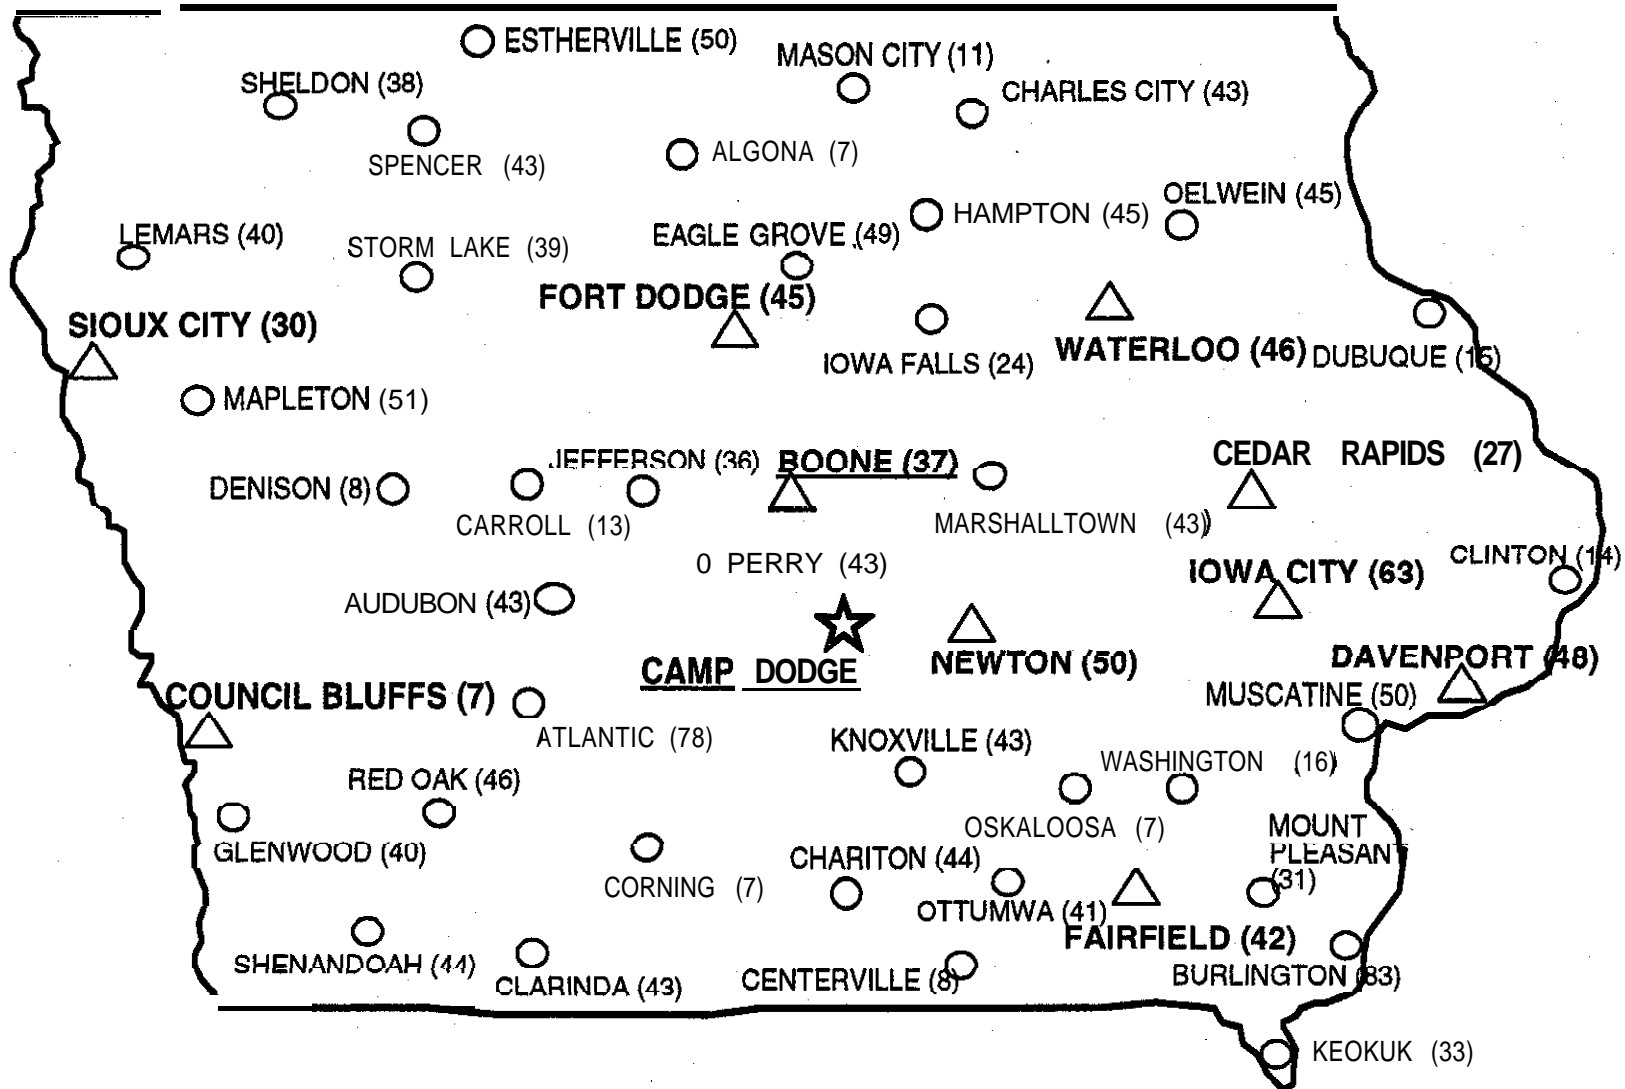 ESTHERVILLE (50)
MASON CITY (11)
SHELDON (38)
CHARLES CITY (43)
SPENCER (43)
ALGONA (7)
OELWEIN (45)
HAMPTON (45)
LEMARS (40)
STORM LAKE (39)
EAGLE GROVE (49)
FORT DODGE (45)
SIOUX CITY (30)
IOWA FALLS (24)
WATERLOO (46)
DUBUQUE (15)
MAPLETON (51)
JEFFERSON (36)
BOONE (37)
CEDAR RAPIDS (27)
DENISON (8)
CARROLL (13)
MARSHALLTOWN (43)
0 PERRY (43)
CLINTON (14)
IOWA CITY (63)
AUDUBON (43)
CAMP DODGE
NEWTON (50)
DAVENPORT (48)
COUNCIL BLUFFS (7)
MUSCATINE (50)
ATLANTIC (78)
KNOXVILLE (43)
WASHINGTON (16)
RED OAK (46)
OSKALOOSA (7)
MOUNT
PLEASANT
(31)
GLENWOOD (40)
CHARITON (44)
CORNING (7)
OTTUMWA (41)
FAIRFIELD (42)
SHENANDOAH (44)
CLARINDA (43)
CENTERVILLE (8)
BURLINGTON (83)
KEOKUK (33)